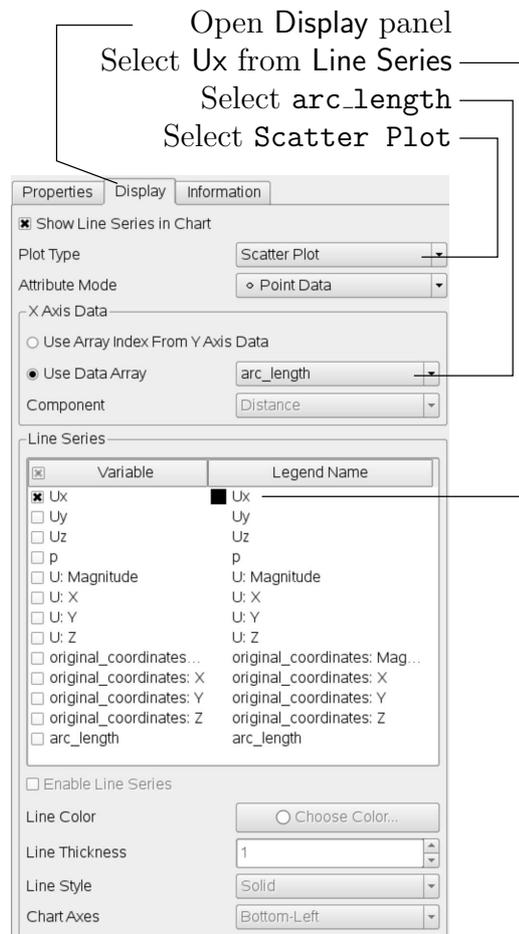 Open Display panel
Select Ux from Line Series
Select arc_length
Select Scatter Plot
Properties Display Information
Show Line Series in Chart
Plot Type Scatter Plot
Attribute Mode Point Data
X Axis Data
Use Array Index From Y Axis Data
Use Data Array arc_length
Component Distance
Line Series
Variable Legend Name
Ux Ux
Uy Uy
Uz Uz
p p
U: Magnitude U: Magnitude
U: X U: X
U: Y U: Y
U: Z U: Z
original_coordinates... original_coordinates: Mag...
original_coordinates: X original_coordinates: X
original_coordinates: Y original_coordinates: Y
original_coordinates: Z original_coordinates: Z
arc_length arc_length
Enable Line Series
Line Color Choose Color...
Line Thickness 1
Line Style Solid
Chart Axes Bottom-Left